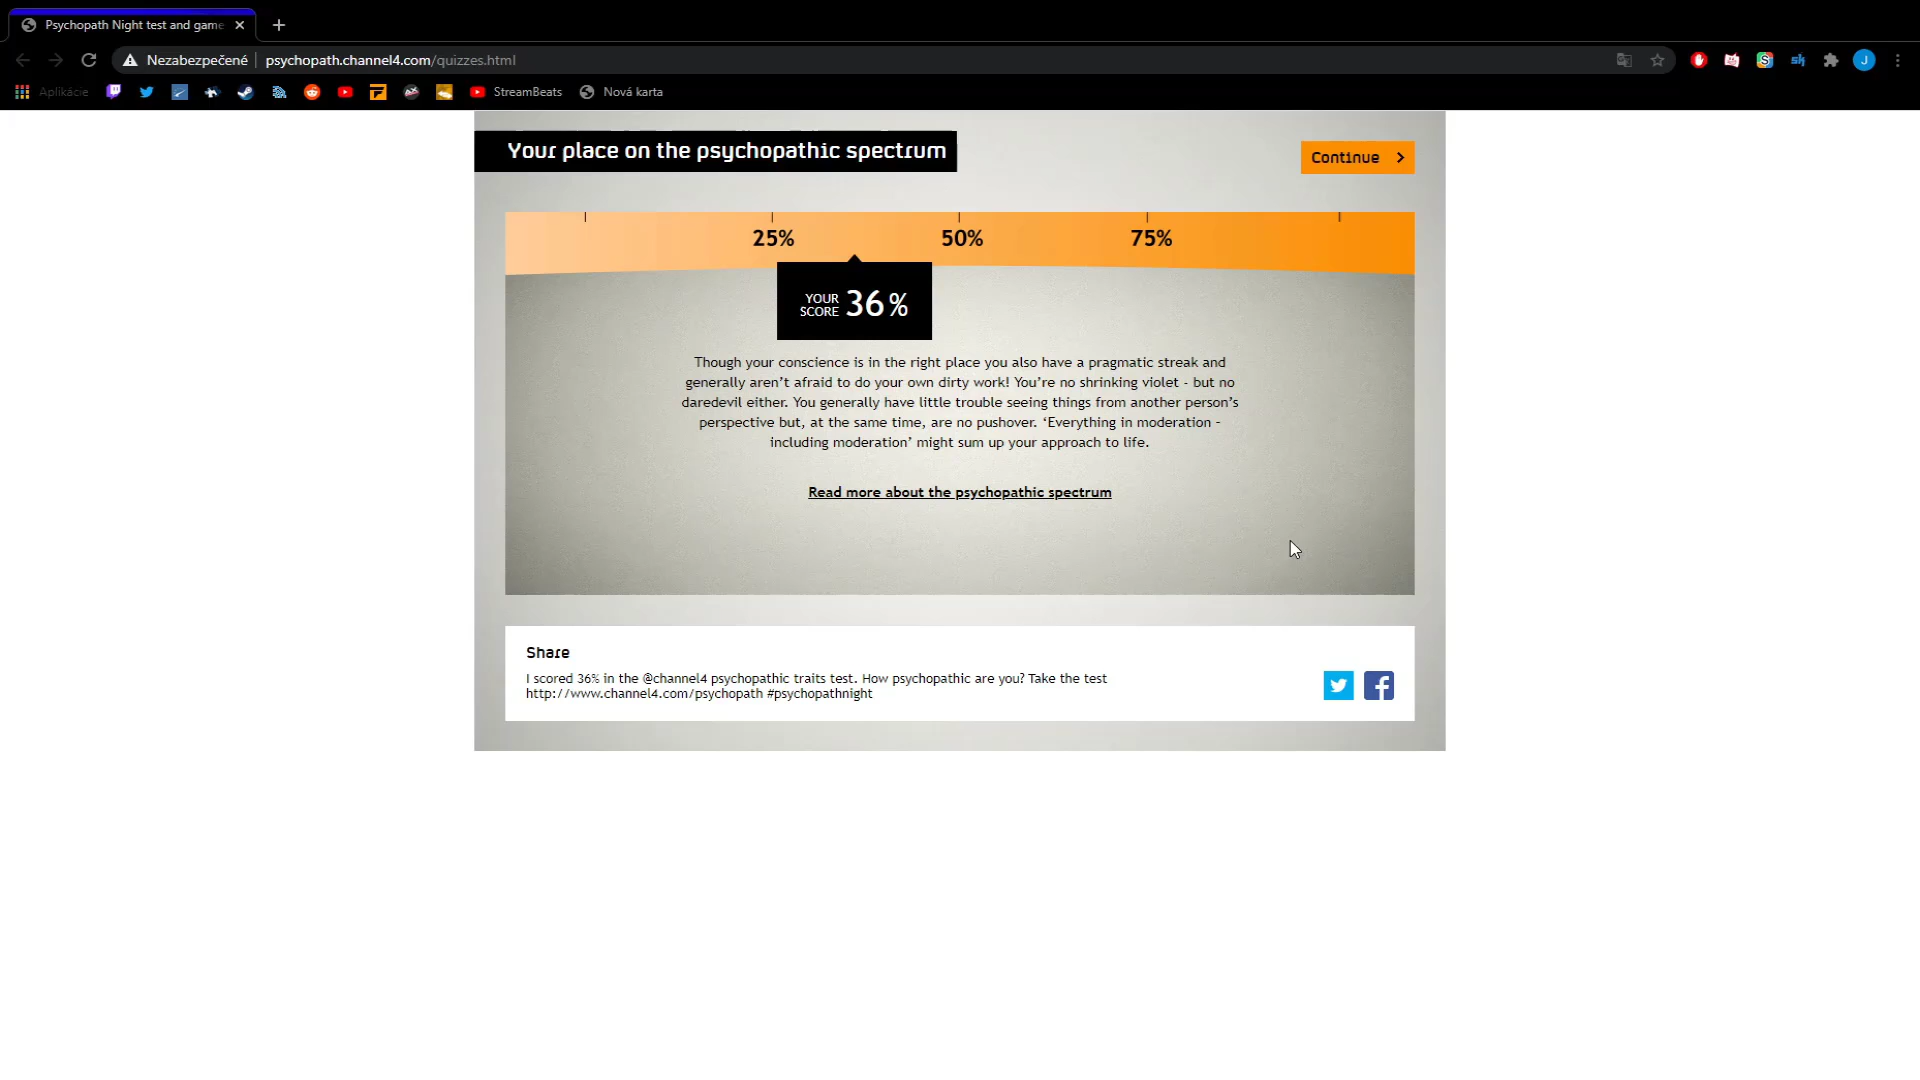 Psychopath Night test and game
Nezabezpečené
psychopath.channel4.com/quizzes.html
J
Aplikácie
StreamBeats
Nová karta
Your place on the psychopathic spectrum
Continue
25%
50%
75%
YOUR
SCORE
36%
Though your conscience is in the right place you also have a pragmatic streak and
generally aren't afraid to do your own dirty work! You're no shrinking violet - but no
daredevil either. You generally have little trouble seeing things from another person's
perspective but, at the same time, are no pushover. ‘Everything in moderation -
including moderation’ might sum up your approach to life.
Read more about the psychopathic spectrum
Share
I scored 36% in the @channel4 psychopathic traits test. How psychopathic are you? Take the test
http://www.channel4.com/psychopath #psychopathnight